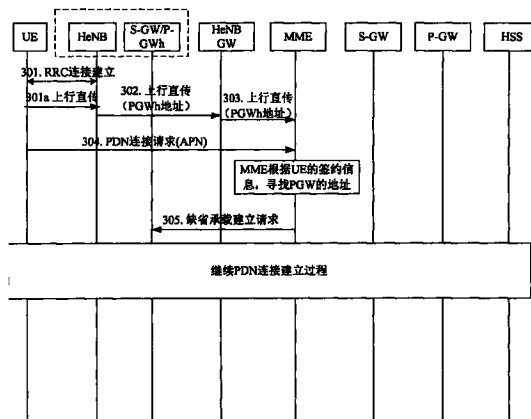 UE
HeNB
S-GW/P-
GWh
HeNB
GW
MME
S-GW
P-GW
HSS
301. RRC连接建立
301a 上行直传
302. 上行直传
（PGWh地址）
303. 上行直传
（PGWh地址）
304. PDN连接请求(APN)
MME根据UE的签约信
息，寻找PGW的地址
305. 缺省承载建立请求
继续PDN连接建立过程